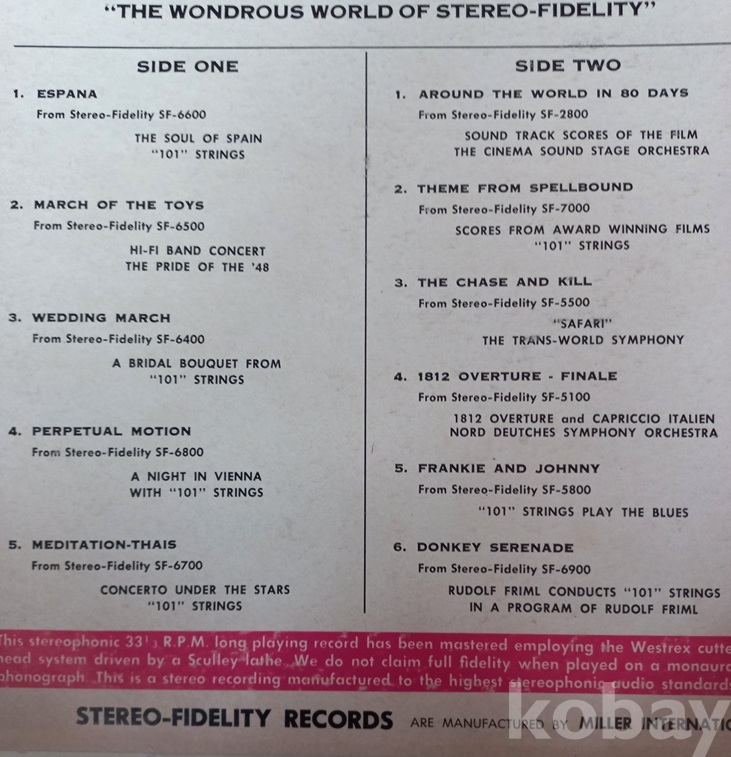 "THE WONDROUS WORLD OF STEREO-FIDELITY"
SIDE ONE
1. ESPANA
From Stereo-Fidelity SF-6600
THE SOUL OF SPAIN
"101" STRINGS
2. MARCH OF THE TOYS
From Stereo-Fidelity SF-6500
HI-FI BAND CONCERT
THE PRIDE OF THE '48
3. WEDDING MARCH
From Stereo-Fidelity SF-6400
A BRIDAL BOUQUET FROM
"101" STRINGS
4. PERPETUAL MOTION
From Stereo-Fidelity SF-6800
A NIGHT IN VIENNA
WITH "101" STRINGS
5. MEDITATION-THAIS
From Stereo-Fidelity SF-6700
CONCERTO UNDER THE STARS
"101" STRINGS
SIDE TWO
1. AROUND THE WORLD IN 80 DAYS
From Stereo-Fidelity SF-2800
SOUND TRACK SCORES OF THE FILM
THE CINEMA SOUND STAGE ORCHESTRA
2. THEME FROM SPELLBOUND
From Stereo-Fidelity SF-7000
SCORES FROM AWARD WINNING FILMS
"101" STRINGS
3. THE CHASE AND KILL
From Stereo-Fidelity SF-5500
"SAFARI"
THE TRANS-WORLD SYMPHONY
4. 1812 OVERTURE - FINALE
From Stereo-Fidelity SF-5100
1812 OVERTURE and CAPRICCIO ITALIEN
NORD DEUTCHES SYMPHONY ORCHESTRA
5. FRANKIE AND JOHNNY
From Stereo-Fidelity SF-5800
"101" STRINGS PLAY THE BLUES
6. DONKEY SERENADE
From Stereo-Fidelity SF-6900
RUDOLF FRIML CONDUCTS "101" STRINGS
IN A PROGRAM OF RUDOLF FRIML
This stereophonic 33⅓ R.P.M. long playing record has been mastered employing the Westrex cutte
head system driven by a Sculley lathe. We do not claim full fidelity when played on a monaura
phonograph. This is a stereo recording manufactured to the highest stereophonic audio standards
STEREO-FIDELITY RECORDS ARE MANUFACTURED BY MILLER INTERNATIO
kobay